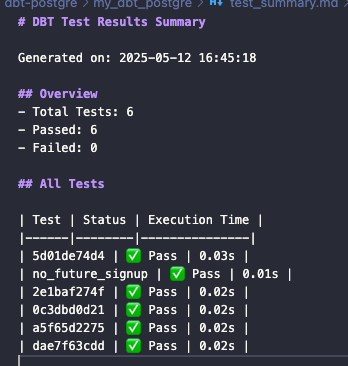 dbt-postgre > my_dbt_postgre > test_summary.md
# DBT Test Results Summary
Generated on: 2025-05-12 16:45:18
## Overview
- Total Tests: 6
- Passed: 6
- Failed: 0
## All Tests
| Test | Status | Execution Time |
|------|--------|----------------|
| 5d01de74d4 | ✅ Pass | 0.03s |
| no_future_signup | ✅ Pass | 0.01s |
| 2e1baf274f | ✅ Pass | 0.02s |
| 0c3dbd0d21 | ✅ Pass | 0.02s |
| a5f65d2275 | ✅ Pass | 0.02s |
| dae7f63cdd | ✅ Pass | 0.02s |